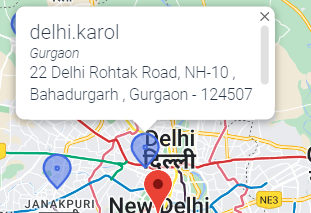 delhi.karol
Gurgaon
22 Delhi Rohtak Road, NH-10 ,
Bahadurgarh , Gurgaon - 124507
Delhi
दिल्ली
JANAKPURI
New Delhi
NE3